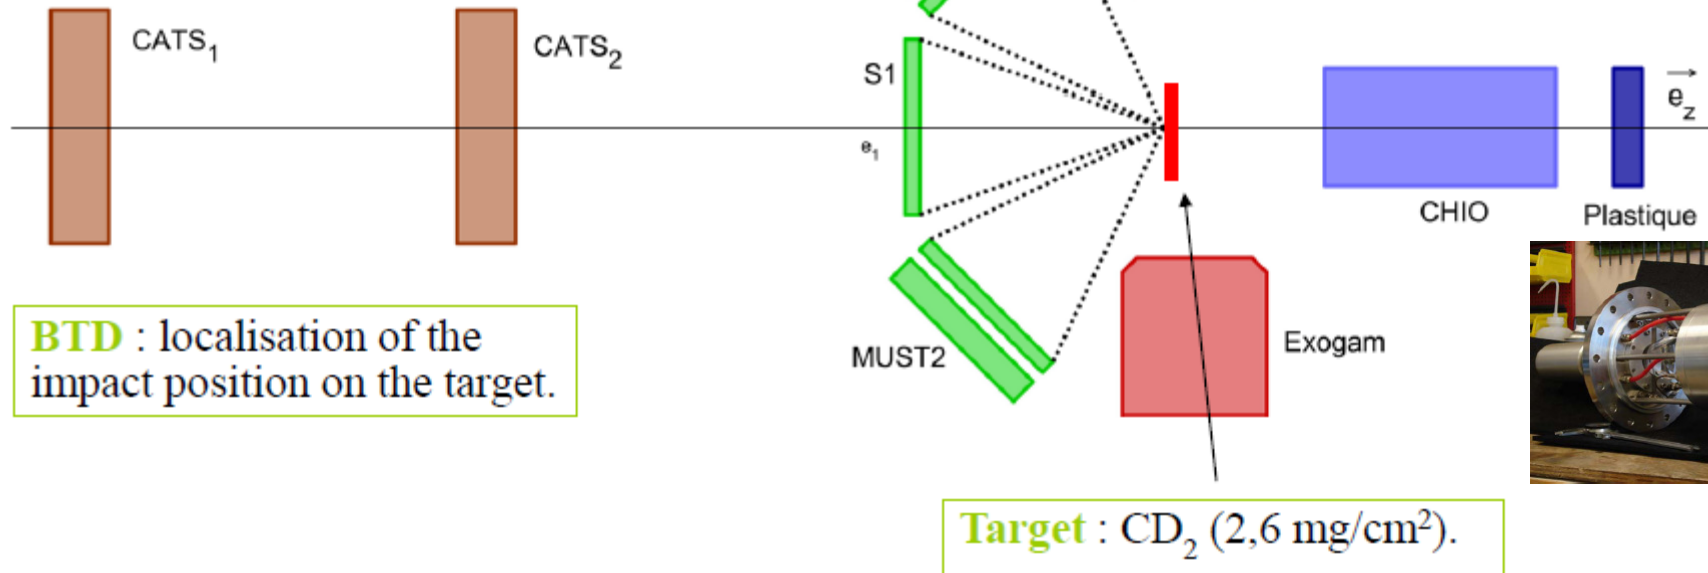 CATS1
CATS2
S1
e1
ez
CHIO
Plastique
MUST2
Exogam
BTD : localisation of the
impact position on the target.
Target : CD2 (2,6 mg/cm²).